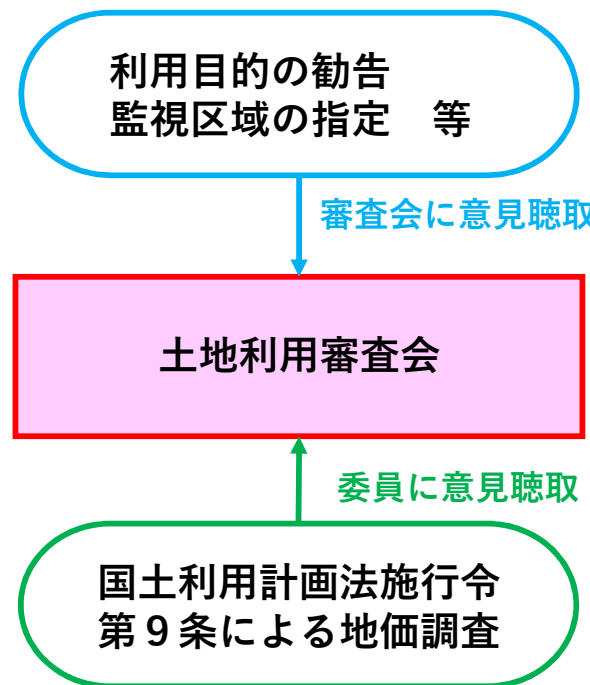 利用目的の勧告
監視区域の指定　等
審査会に意見聴取
土地利用審査会
委員に意見聴取
国土利用計画法施行令
第９条による地価調査